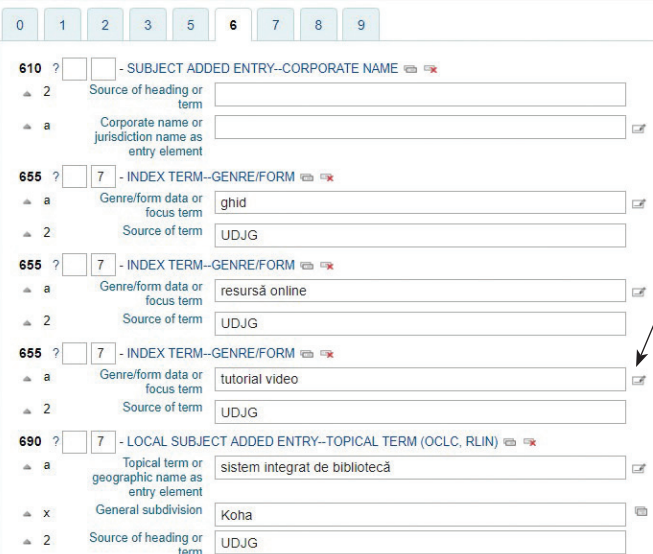 0 1 2 3 5 6 7 8 9
610 ? - SUBJECT ADDED ENTRY--CORPORATE NAME
2 Source of heading or
term
a Corporate name or
jurisdiction name as
entry element
655 ? 7 - INDEX TERM--GENRE/FORM
a Genre/form data or ghid
focus term
2 Source of term UDJG
655 ? 7 - INDEX TERM--GENRE/FORM
a Genre/form data or resursă online
focus term
2 Source of term UDJG
655 ? 7 - INDEX TERM--GENRE/FORM
a Genre/form data or tutorial video
focus term
2 Source of term UDJG
690 ? 7 - LOCAL SUBJECT ADDED ENTRY--TOPICAL TERM (OCLC, RLIN)
a Topical term or sistem integrat de bibliotecă
geographic name as
entry element
x General subdivision Koha
2 Source of heading or UDJG
term